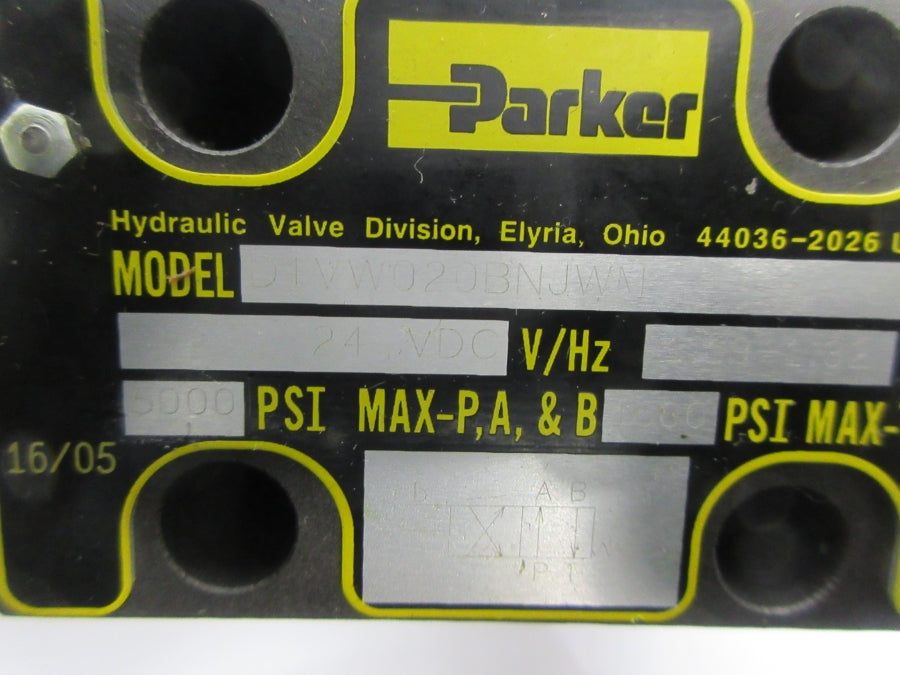 Parker
Hydraulic Valve Division, Elyria, Ohio 44036-2026
MODEL D1VW020BNJW
24 VDC V/Hz
5000 PSI MAX-P,A, & B PSI MAX-
16/05
b A B
P